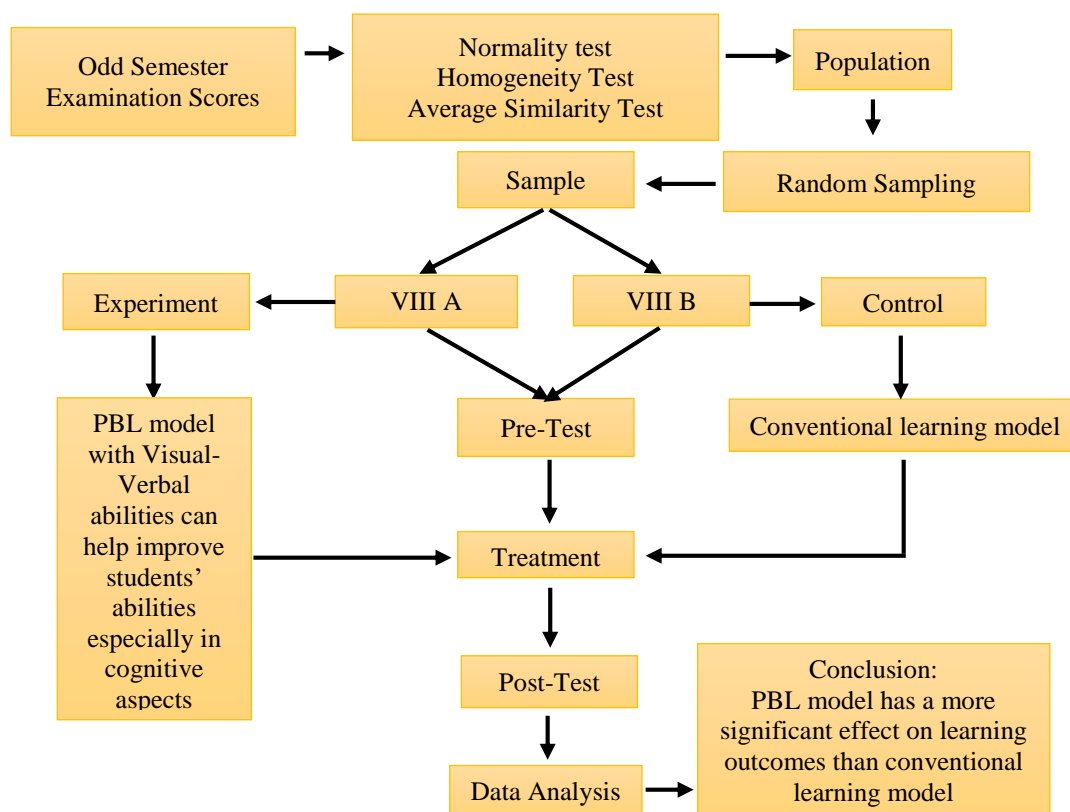 Odd Semester
Examination Scores
Normality test
Homogeneity Test
Average Similarity Test
Population
Sample
Random Sampling
Experiment
VIII A
VIII B
Control
PBL model
with Visual-
Verbal
abilities can
help improve
students’
abilities
especially in
cognitive
aspects
Pre-Test
Conventional learning model
Treatment
Post-Test
Conclusion:
PBL model has a more
significant effect on learning
outcomes than conventional
learning model
Data Analysis